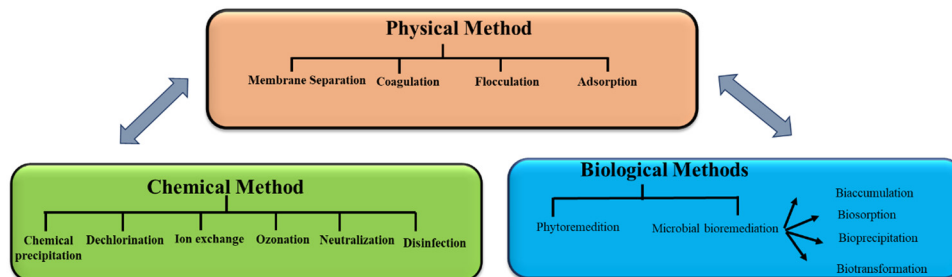 Physical Method
Membrane Separation Coagulation Flocculation Adsorption
Chemical Method
Chemical precipitation Dechlorination Ion exchange Ozonation Neutralization Disinfection
Biological Methods
Phytoremedition Microbial bioremediation
Biaccumulation
Biosorption
Bioprecipitation
Biotransformation